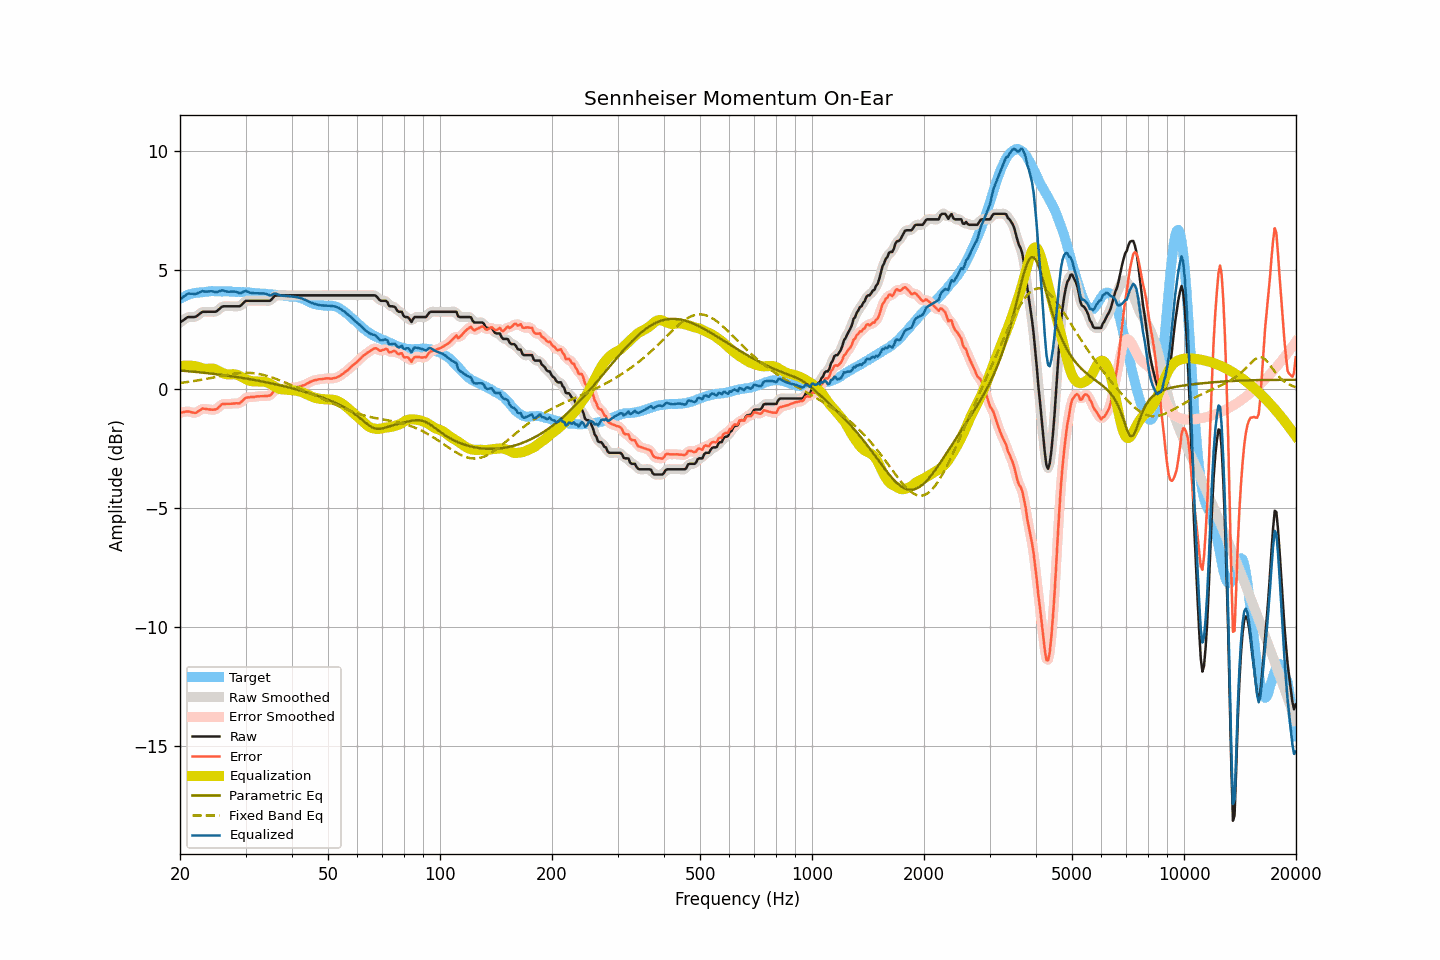 Sennheiser Momentum On-Ear
10
5
0
−5
−10
−15
Amplitude (dBr)
Target
Raw Smoothed
Error Smoothed
Raw
Error
Equalization
Parametric Eq
Fixed Band Eq
Equalized
20 50 100 200 500 1000 2000 5000 10000 20000
Frequency (Hz)